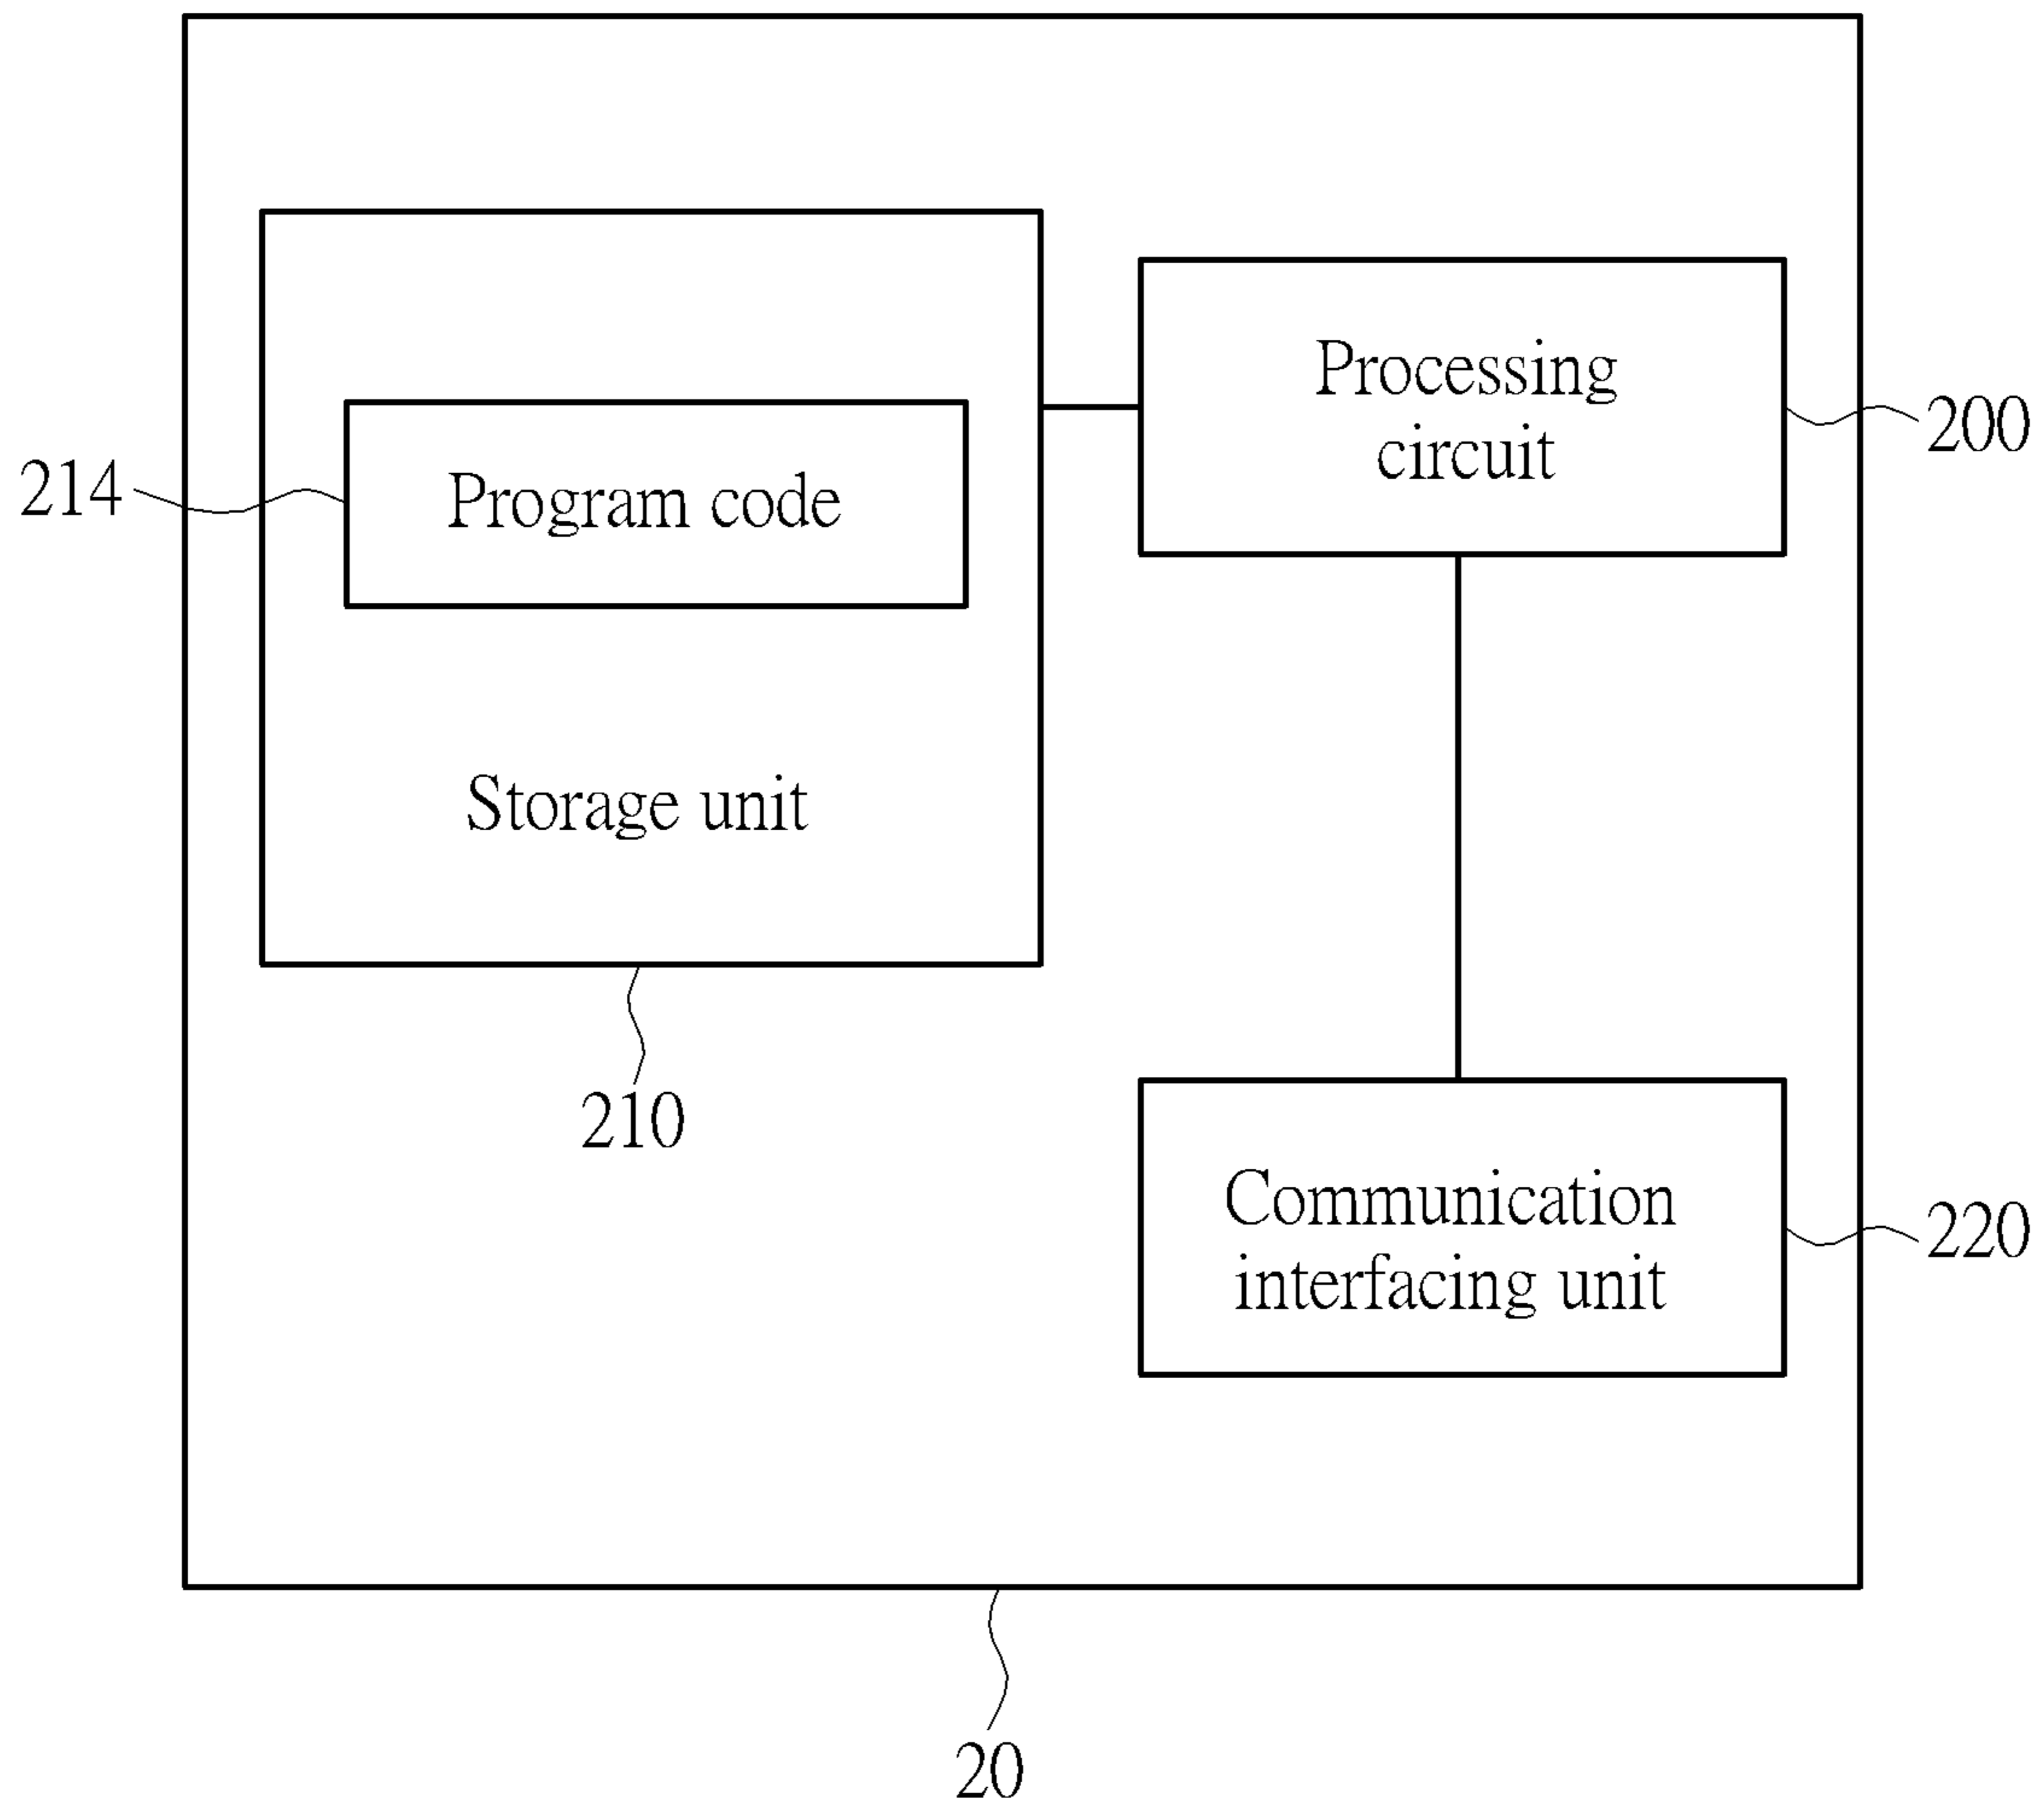 Processing
circuit
200
214
Program code
Storage unit
210
Communication
interfacing unit
220
20